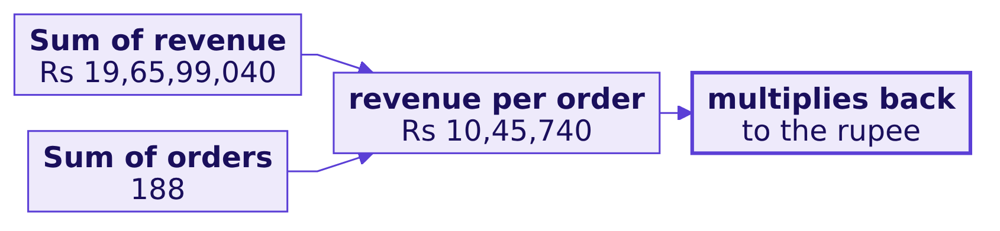 Sum of revenue
Rs 19,65,99,040
Sum of orders
188
revenue per order
Rs 10,45,740
multiplies back
to the rupee